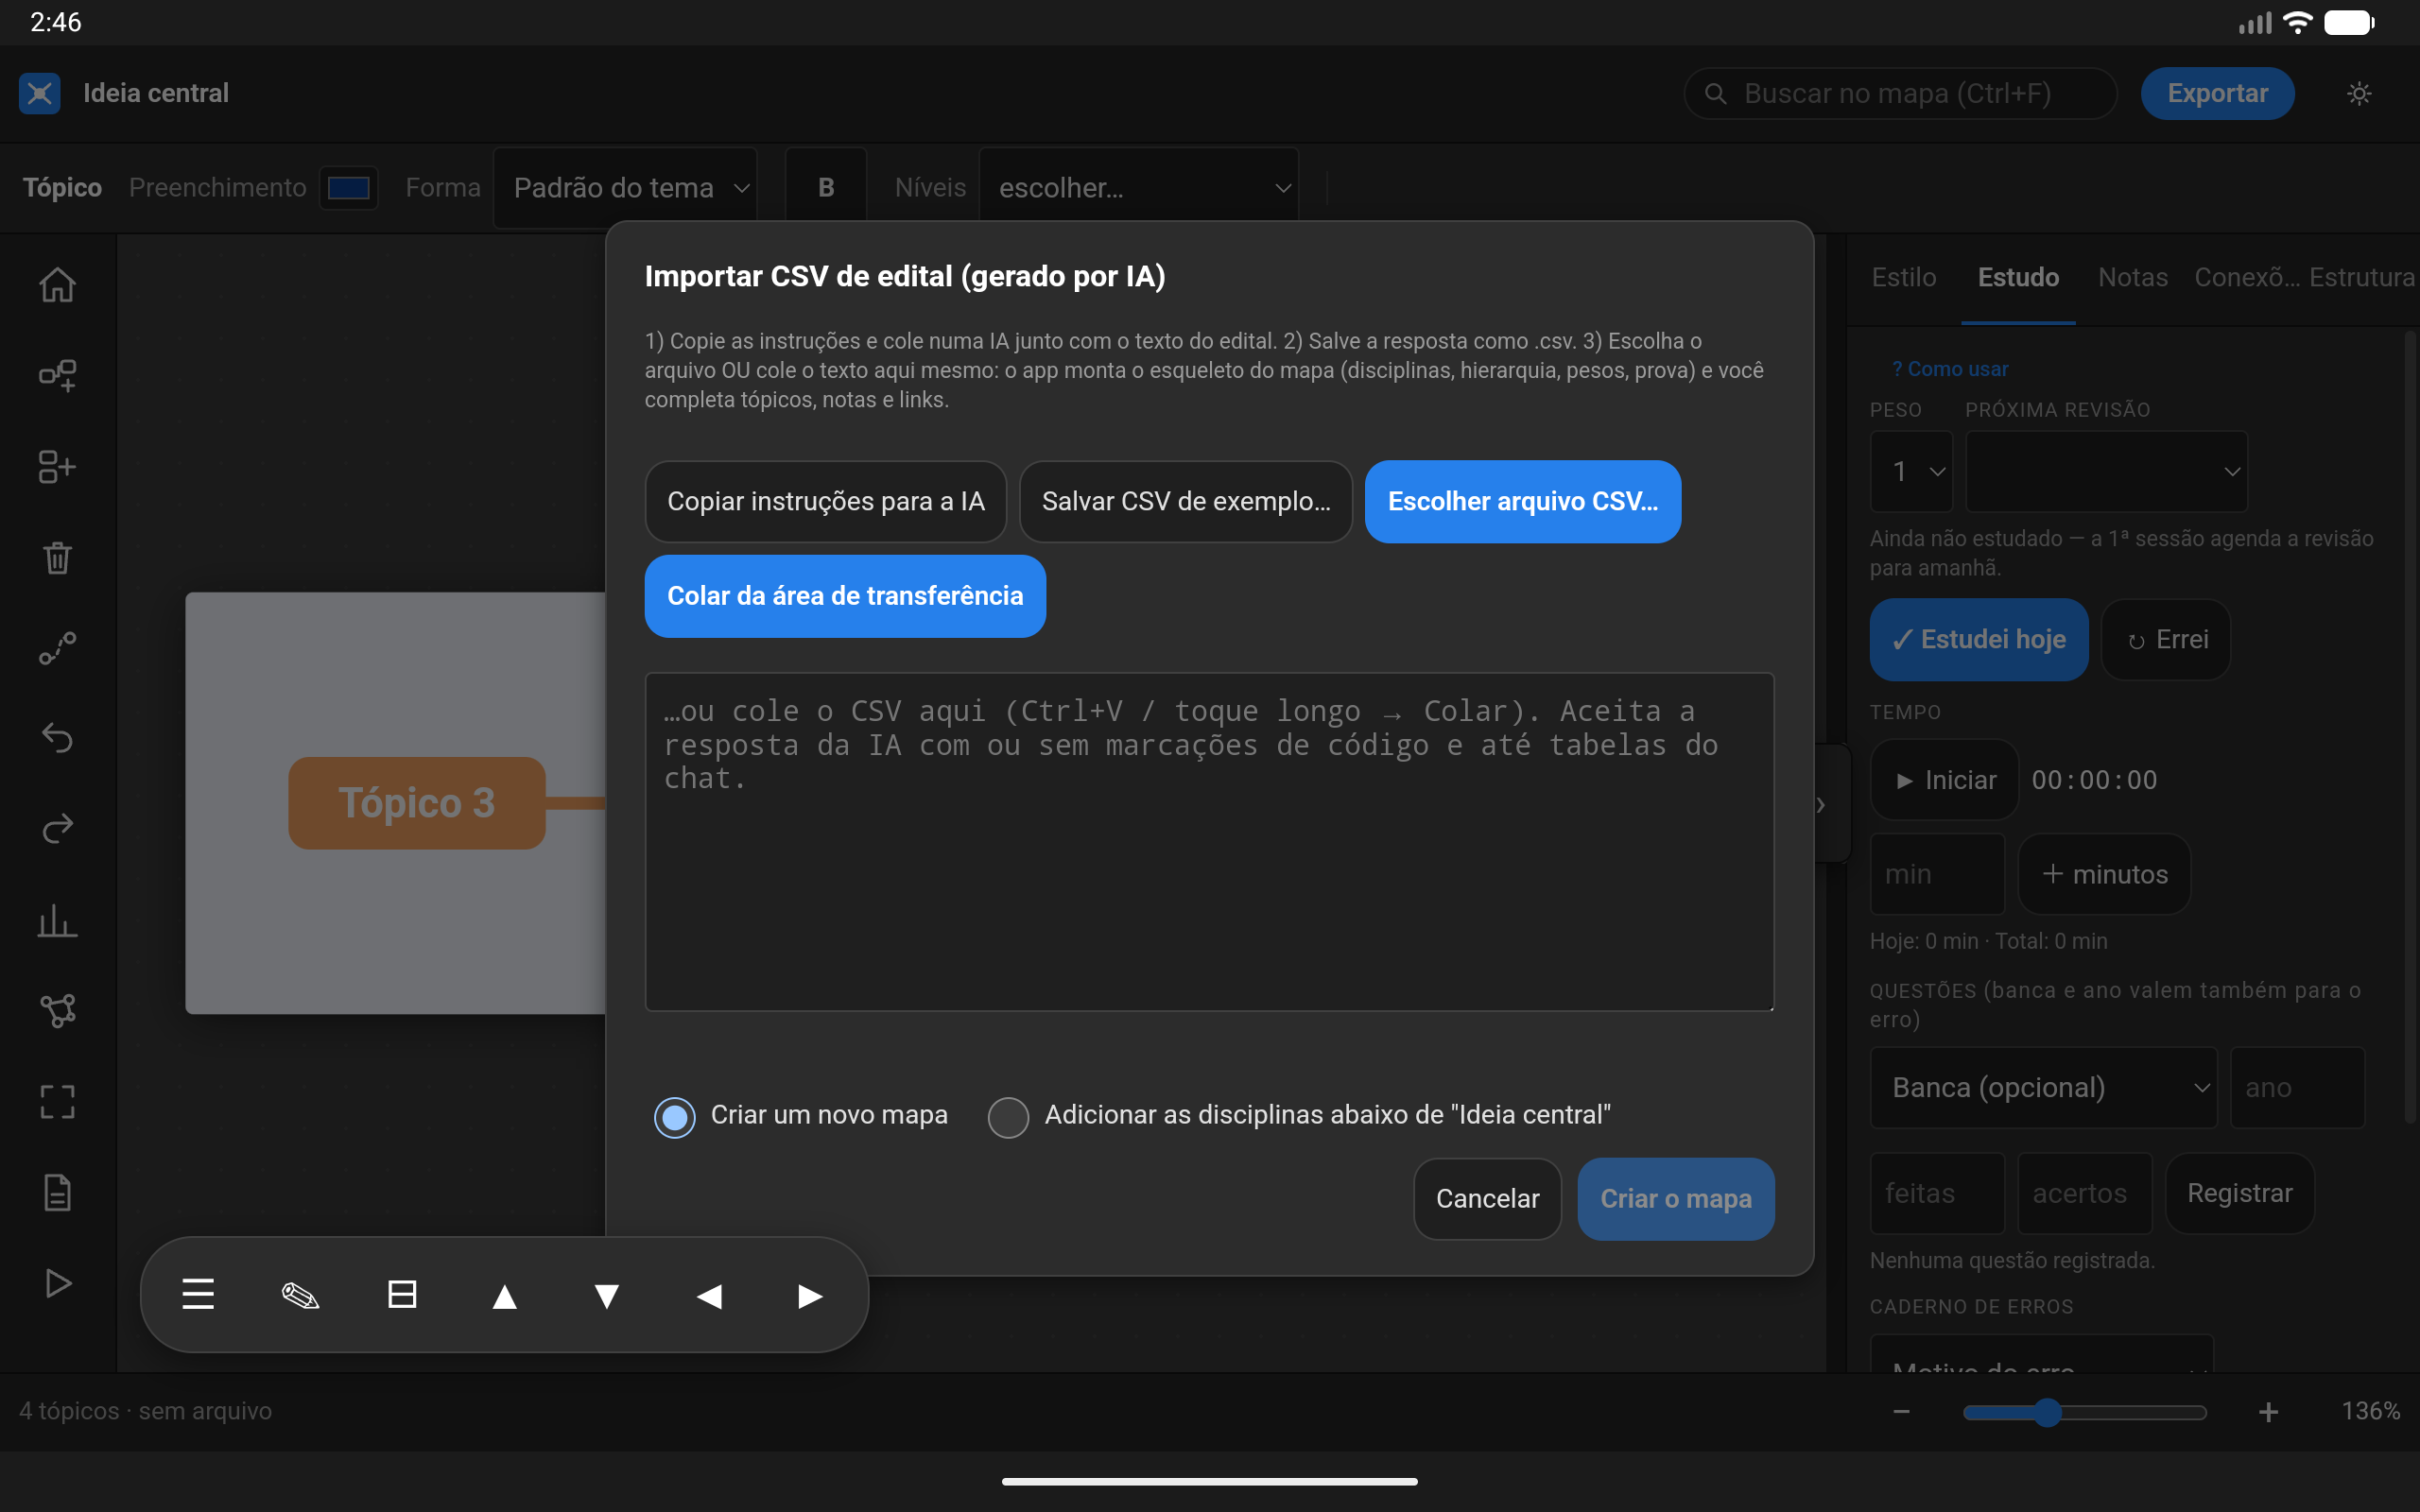 2:46
Ideia central
Buscar no mapa (Ctrl+F)
Exportar
Tópico
Preenchimento
Forma
Padrão do tema
B
Níveis
escolher...
Importar CSV de edital (gerado por IA)
1) Copie as instruções e cole numa IA junto com o texto do edital. 2) Salve a resposta como .csv. 3) Escolha o
arquivo OU cole o texto aqui mesmo: o app monta o esqueleto do mapa (disciplinas, hierarquia, pesos, prova) e você
completa tópicos, notas e links.
Copiar instruções para a IA
Salvar CSV de exemplo...
Escolher arquivo CSV...
Colar da área de transferência
…ou cole o CSV aqui (Ctrl+V / toque longo → Colar). Aceita a
resposta da IA com ou sem marcações de código e até tabelas do
chat.
Criar um novo mapa
Adicionar as disciplinas abaixo de "Ideia central"
Cancelar
Criar o mapa
Tópico 3
Estilo
Estudo
Notas
Conexõ...
Estrutura
? Como usar
PESO
PRÓXIMA REVISÃO
1
Ainda não estudado — a 1ª sessão agenda a revisão
para amanhã.
✓ Estudei hoje
↻ Errei
TEMPO
► Iniciar
00:00:00
min
＋ minutos
Hoje: 0 min · Total: 0 min
QUESTÕES (banca e ano valem também para o
erro)
Banca (opcional)
ano
feitas
acertos
Registrar
Nenhuma questão registrada.
CADERNO DE ERROS
Motivo do erro
4 tópicos · sem arquivo
136%